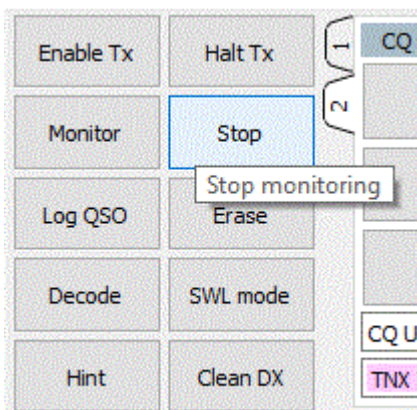 Enable Tx Halt Tx 1 CQ
Monitor Stop 2
Stop monitoring
Log QSO Erase
Decode SWL mode
CQ U
Hint Clean DX TNX